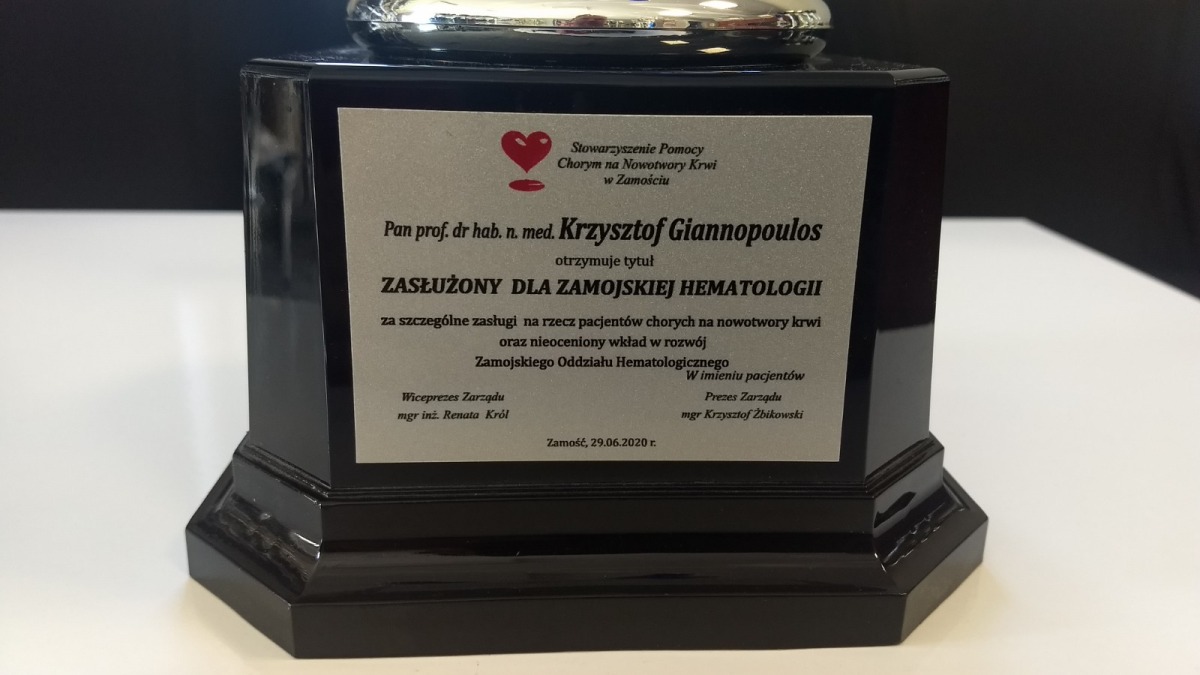 Stowarzyszenie Pomocy
Chorym na Nowotwory Krwi
w Zamościu
Pan prof. dr hab. n. med. Krzysztof Giannopoulos
otrzymuje tytuł
ZASŁUŻONY DLA ZAMOJSKIEJ HEMATOLOGII
za szczególne zasługi na rzecz pacjentów chorych na nowotwory krwi
oraz nieoceniony wkład w rozwój
Zamojskiego Oddziału Hematologicznego
W imieniu pacjentów
Wiceprezes Zarządu
mgr inż. Renata Król
Prezes Zarządu
mgr Krzysztof Żbikowski
Zamość, 29.06.2020 r.